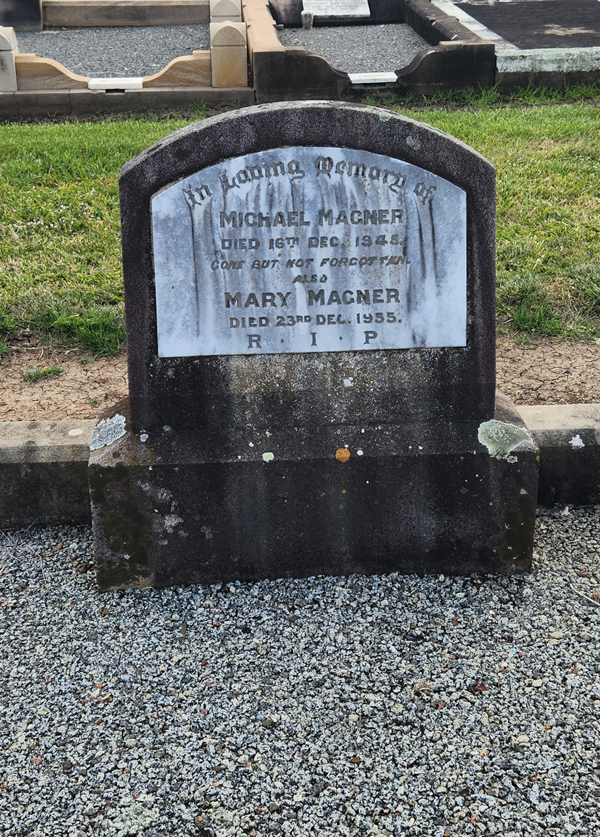 In Loving Memory of
MICHAEL MAGNER
DIED 16TH DEC. 1945.
GONE BUT NOT FORGOTTEN.
ALSO
MARY MAGNER
DIED 23RD DEC. 1955.
R · I · P